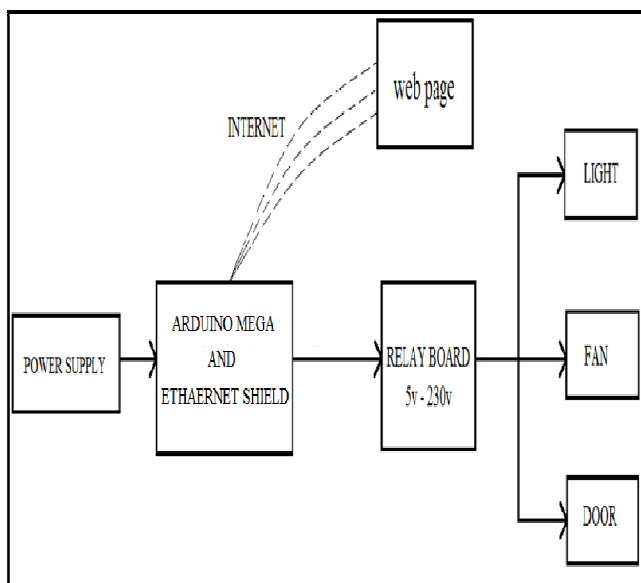 web page
INTERNET
LIGHT
ARDUINO MEGA
AND
ETHAERNET SHIELD
POWER SUPPLY
RELAY BOARD
5v - 230v
FAN
DOOR